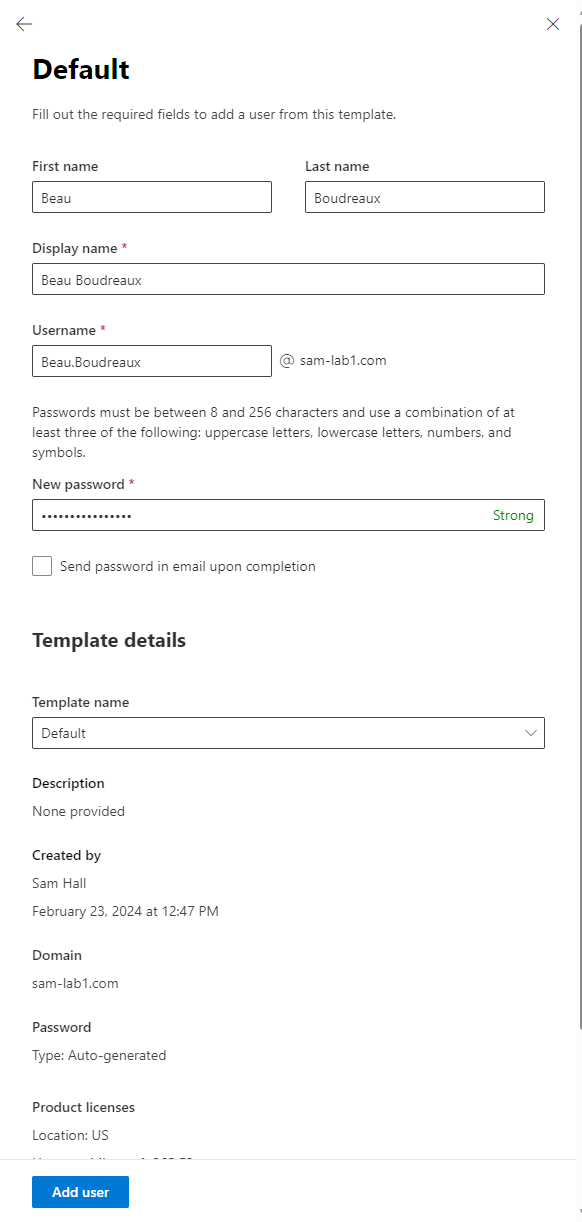 Default
Fill out the required fields to add a user from this template.
First name
Last name
Beau
Boudreaux
Display name *
Beau Boudreaux
Username *
Beau.Boudreaux
@ sam-lab1.com
Passwords must be between 8 and 256 characters and use a combination of at
least three of the following: uppercase letters, lowercase letters, numbers, and
symbols.
New password *
••••••••••••••••
Strong
Send password in email upon completion
Template details
Template name
Default
Description
None provided
Created by
Sam Hall
February 23, 2024 at 12:47 PM
Domain
sam-lab1.com
Password
Type: Auto-generated
Product licenses
Location: US
Add user